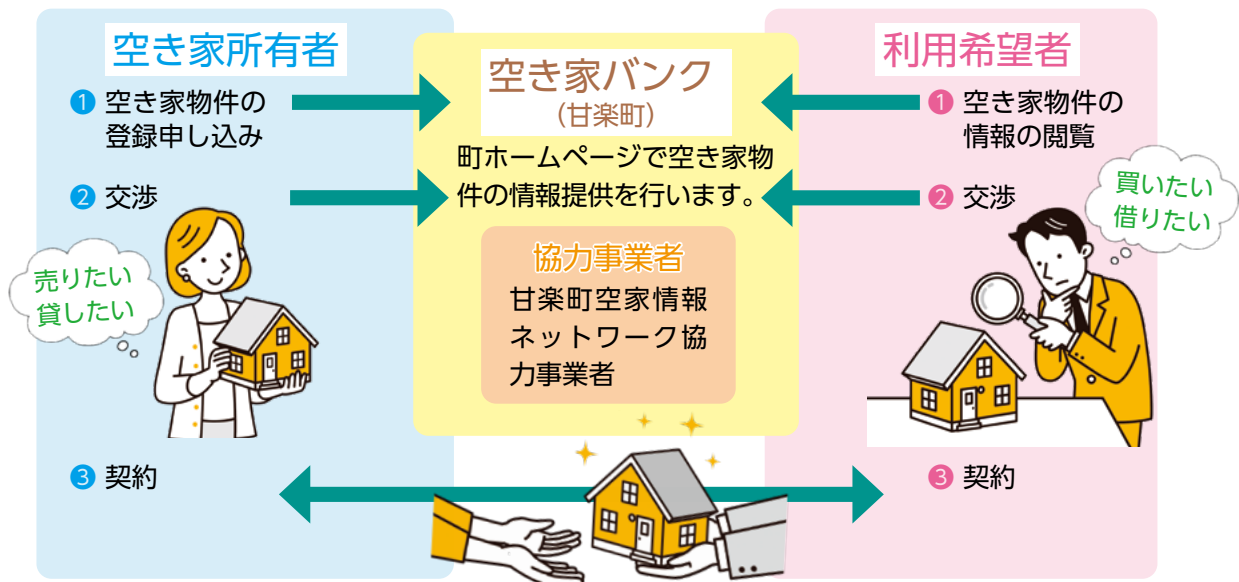 空き家所有者
❶ 空き家物件の
登録申し込み
❷ 交渉
売りたい
貸したい
❸ 契約
空き家バンク
（甘楽町）
町ホームページで空き家物
件の情報提供を行います。
協力事業者
甘楽町空家情報
ネットワーク協
力事業者
利用希望者
❶ 空き家物件の
情報の閲覧
❷ 交渉
買いたい
借りたい
❸ 契約